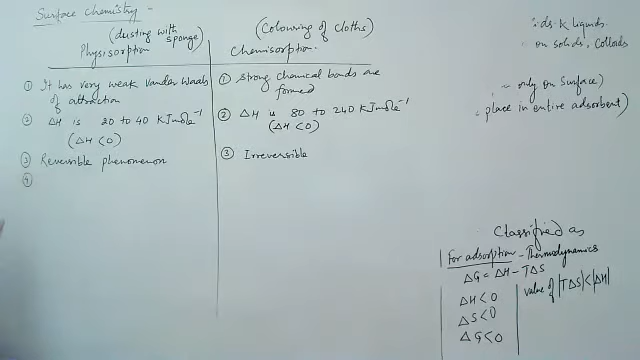 Surface Chemistry -
(dusting with sponge)
Physisorption
① It has very weak Vander Waals
of attraction
② ΔH is 20 to 40 KJmole⁻¹
(ΔH < 0)
③ Reversible phenomenon
④
(Colouring of cloths)
Chemisorption.
① strong chemical bonds are
formed
② ΔH is 80 to 240 KJmole⁻¹
(ΔH < 0)
③ Irreversible
liquids.
on solids, Colloids
only on Surface)
place in entire adsorbent)
Classified as
For adsorption - Thermodynamics
ΔG = ΔH - TΔS
ΔH < 0
ΔS < 0
ΔG < 0
value of |TΔS| < |ΔH|